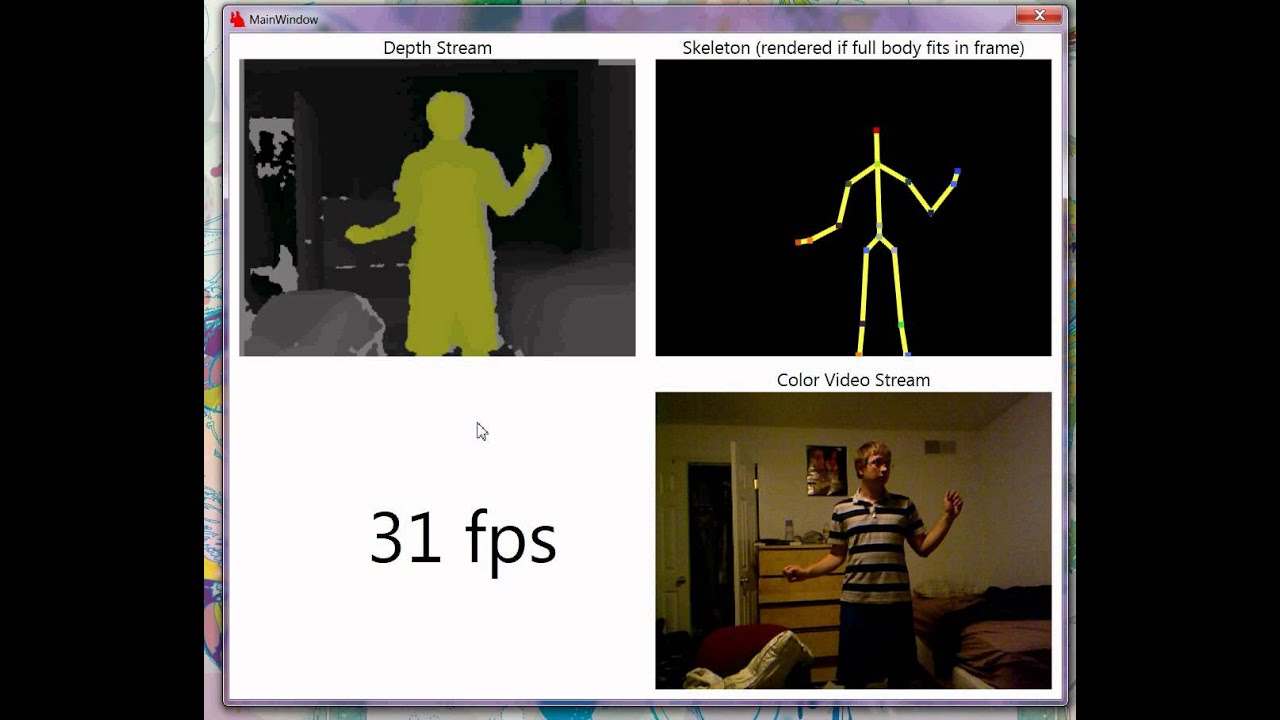 MainWindow
Depth Stream
Skeleton (rendered if full body fits in frame)
Color Video Stream
31 fps